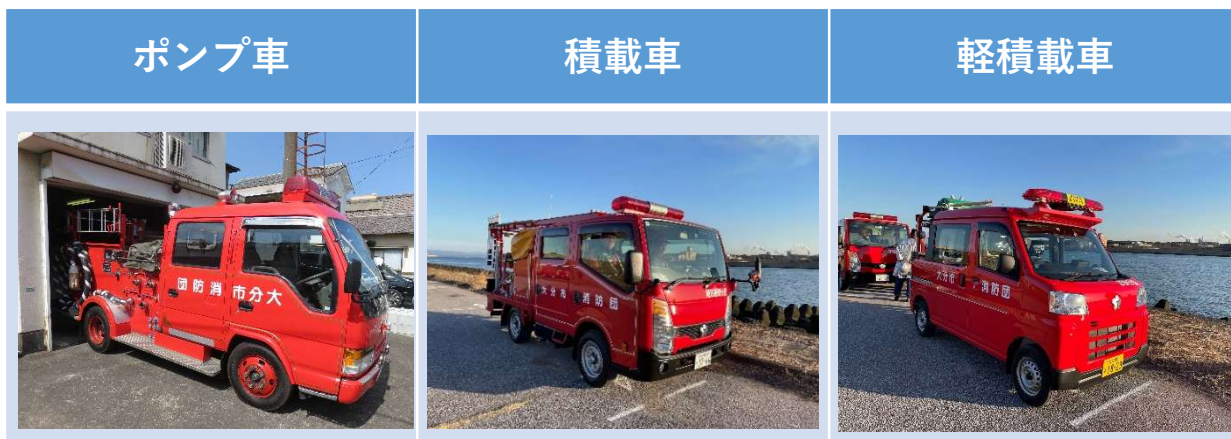 ポンプ車
積載車
軽積載車
団防消市分大
大分市 消防団
大分市 消防団